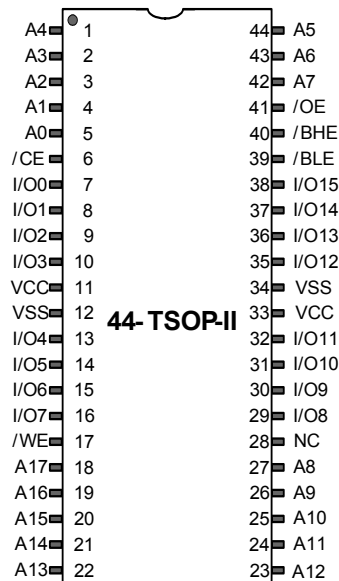 A4 1 44 A5
A3 2 43 A6
A2 3 42 A7
A1 4 41 /OE
A0 5 40 /BHE
/CE 6 39 /BLE
I/O0 7 38 I/O15
I/O1 8 37 I/O14
I/O2 9 36 I/O13
I/O3 10 35 I/O12
VCC 11 34 VSS
VSS 12 33 VCC
44-TSOP-II
I/O4 13 32 I/O11
I/O5 14 31 I/O10
I/O6 15 30 I/O9
I/O7 16 29 I/O8
/WE 17 28 NC
A17 18 27 A8
A16 19 26 A9
A15 20 25 A10
A14 21 24 A11
A13 22 23 A12